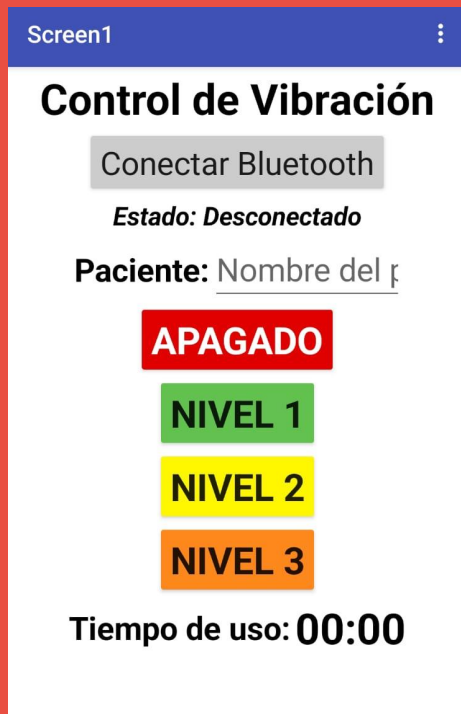 Screen1
Control de Vibración
Conectar Bluetooth
Estado: Desconectado
Paciente: Nombre del p
APAGADO
NIVEL 1
NIVEL 2
NIVEL 3
Tiempo de uso: 00:00